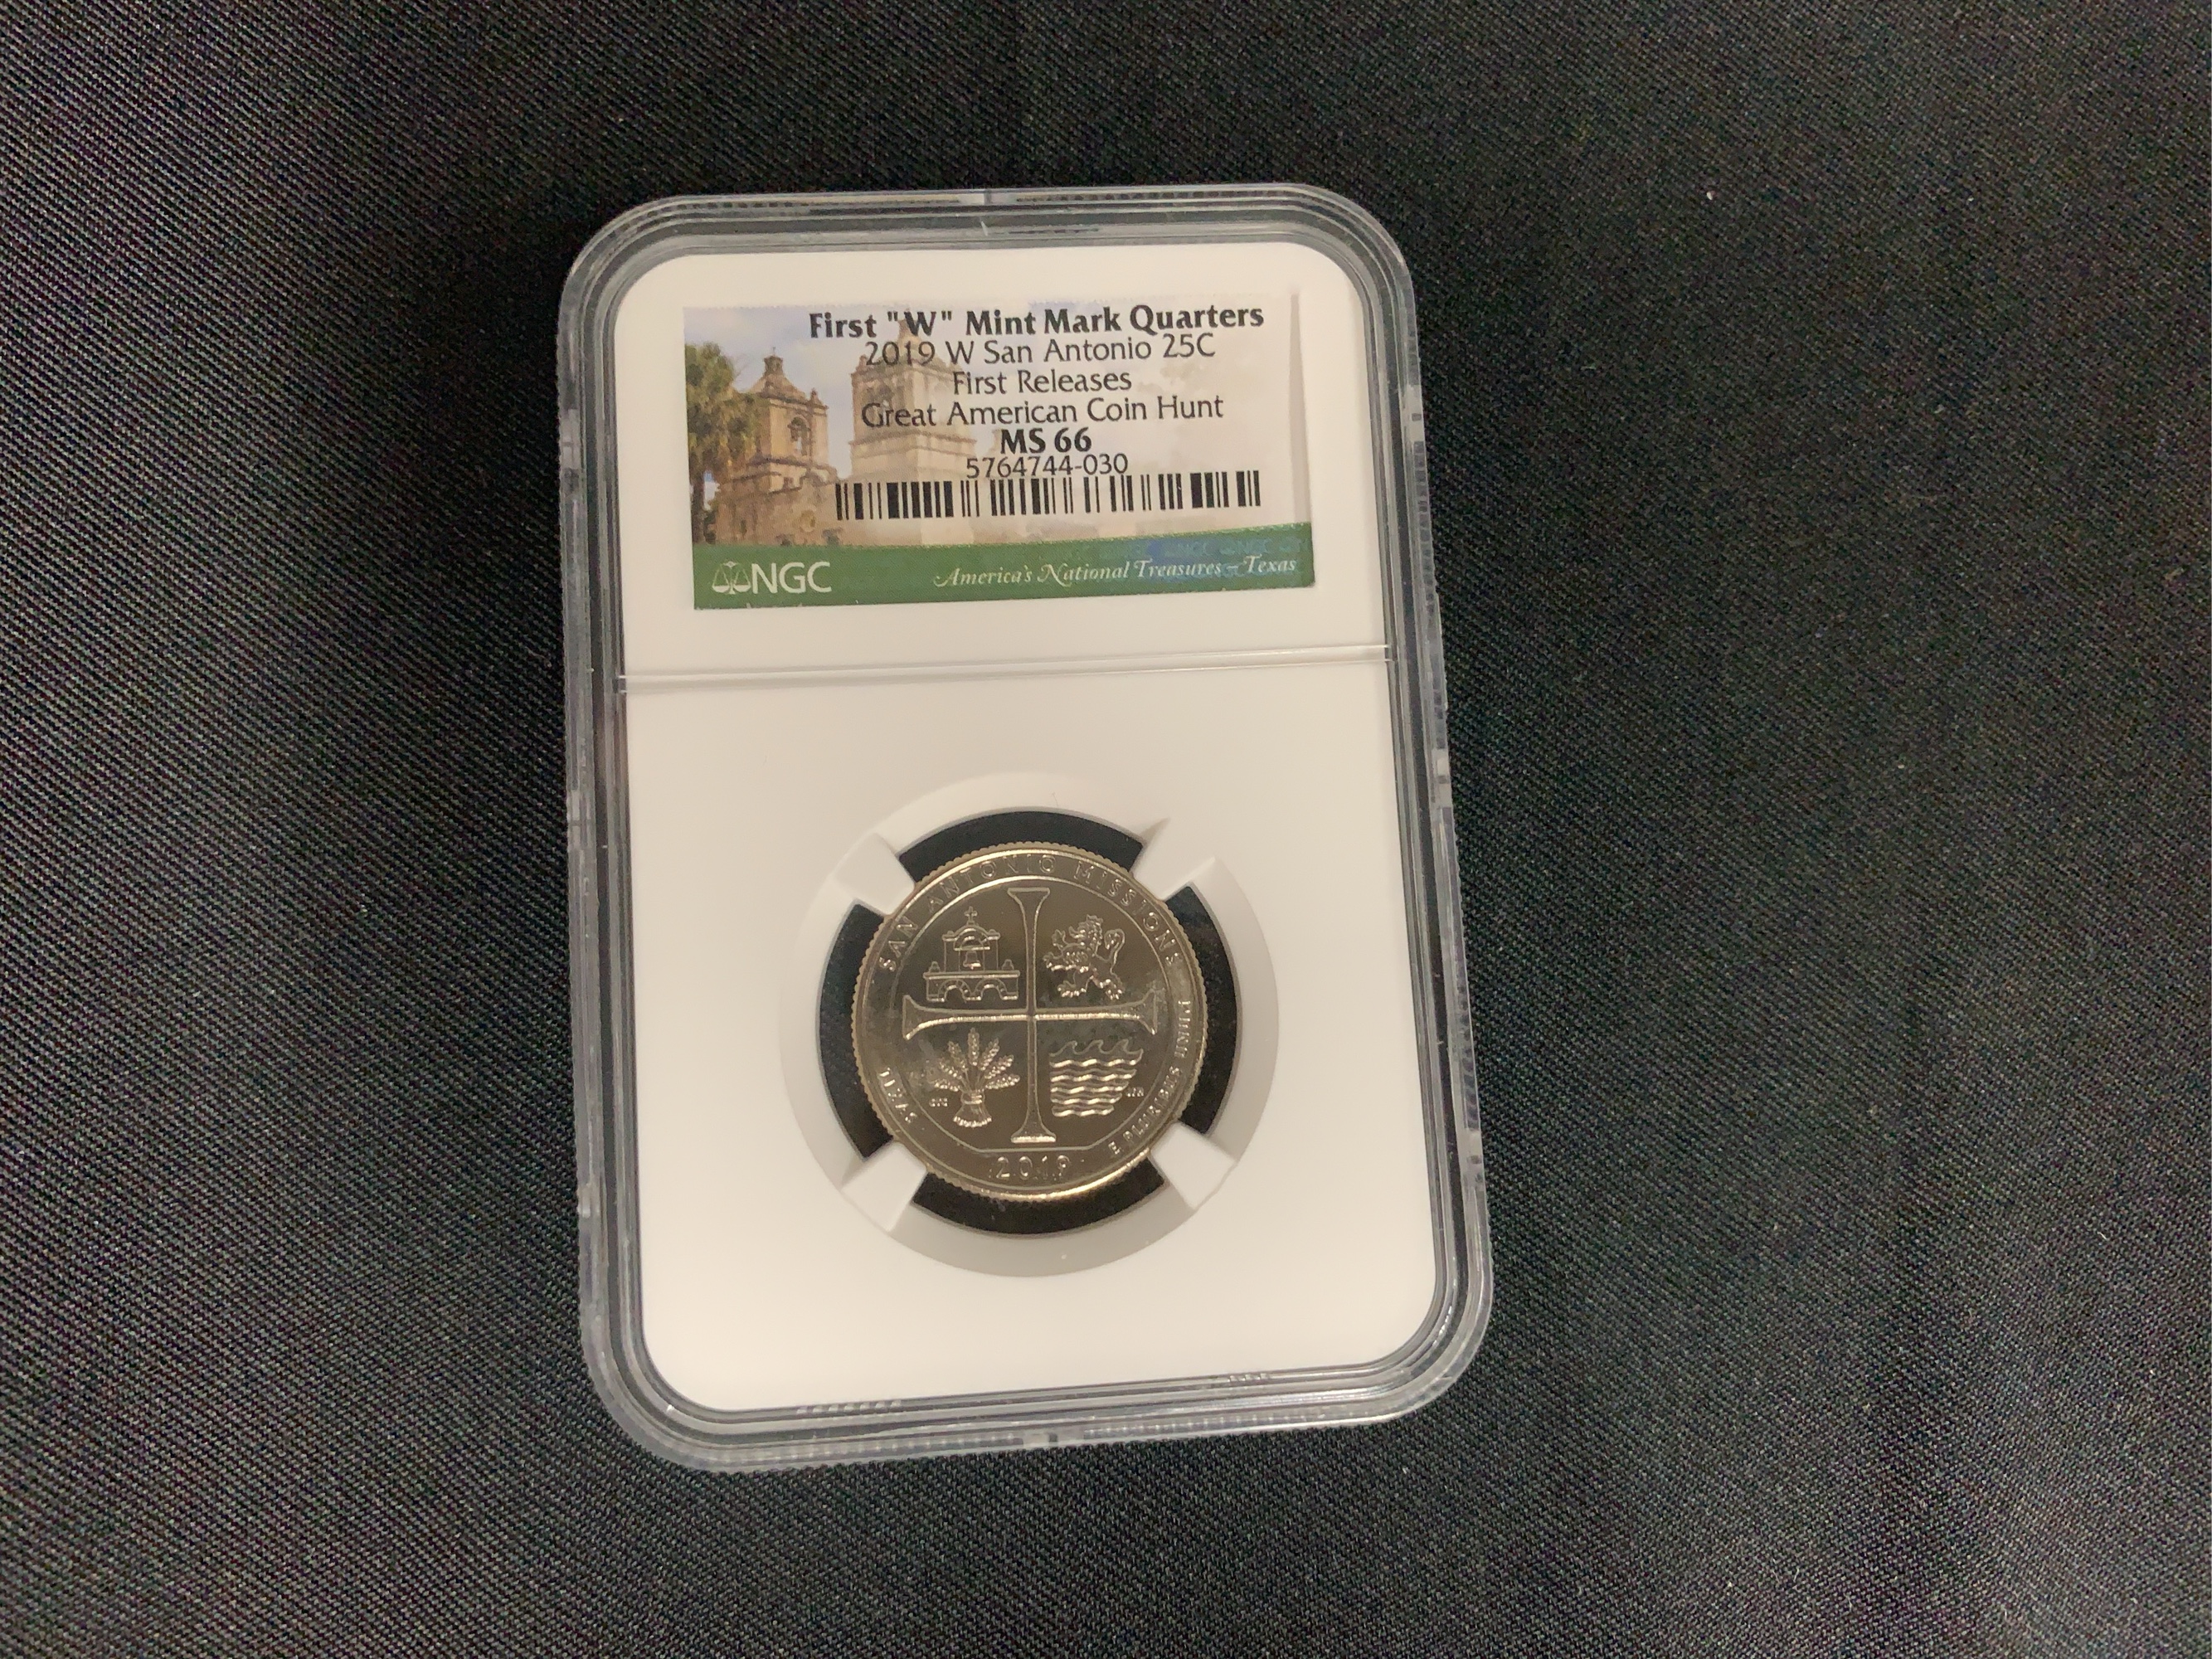 First "W" Mint Mark Quarters
2019 W San Antonio 25C
First Releases
Great American Coin Hunt
MS 66
5764744-030
NGC
America's National Treasures – Texas
SAN ANTONIO MISSIONS
TEXAS
2019
E PLURIBUS UNUM